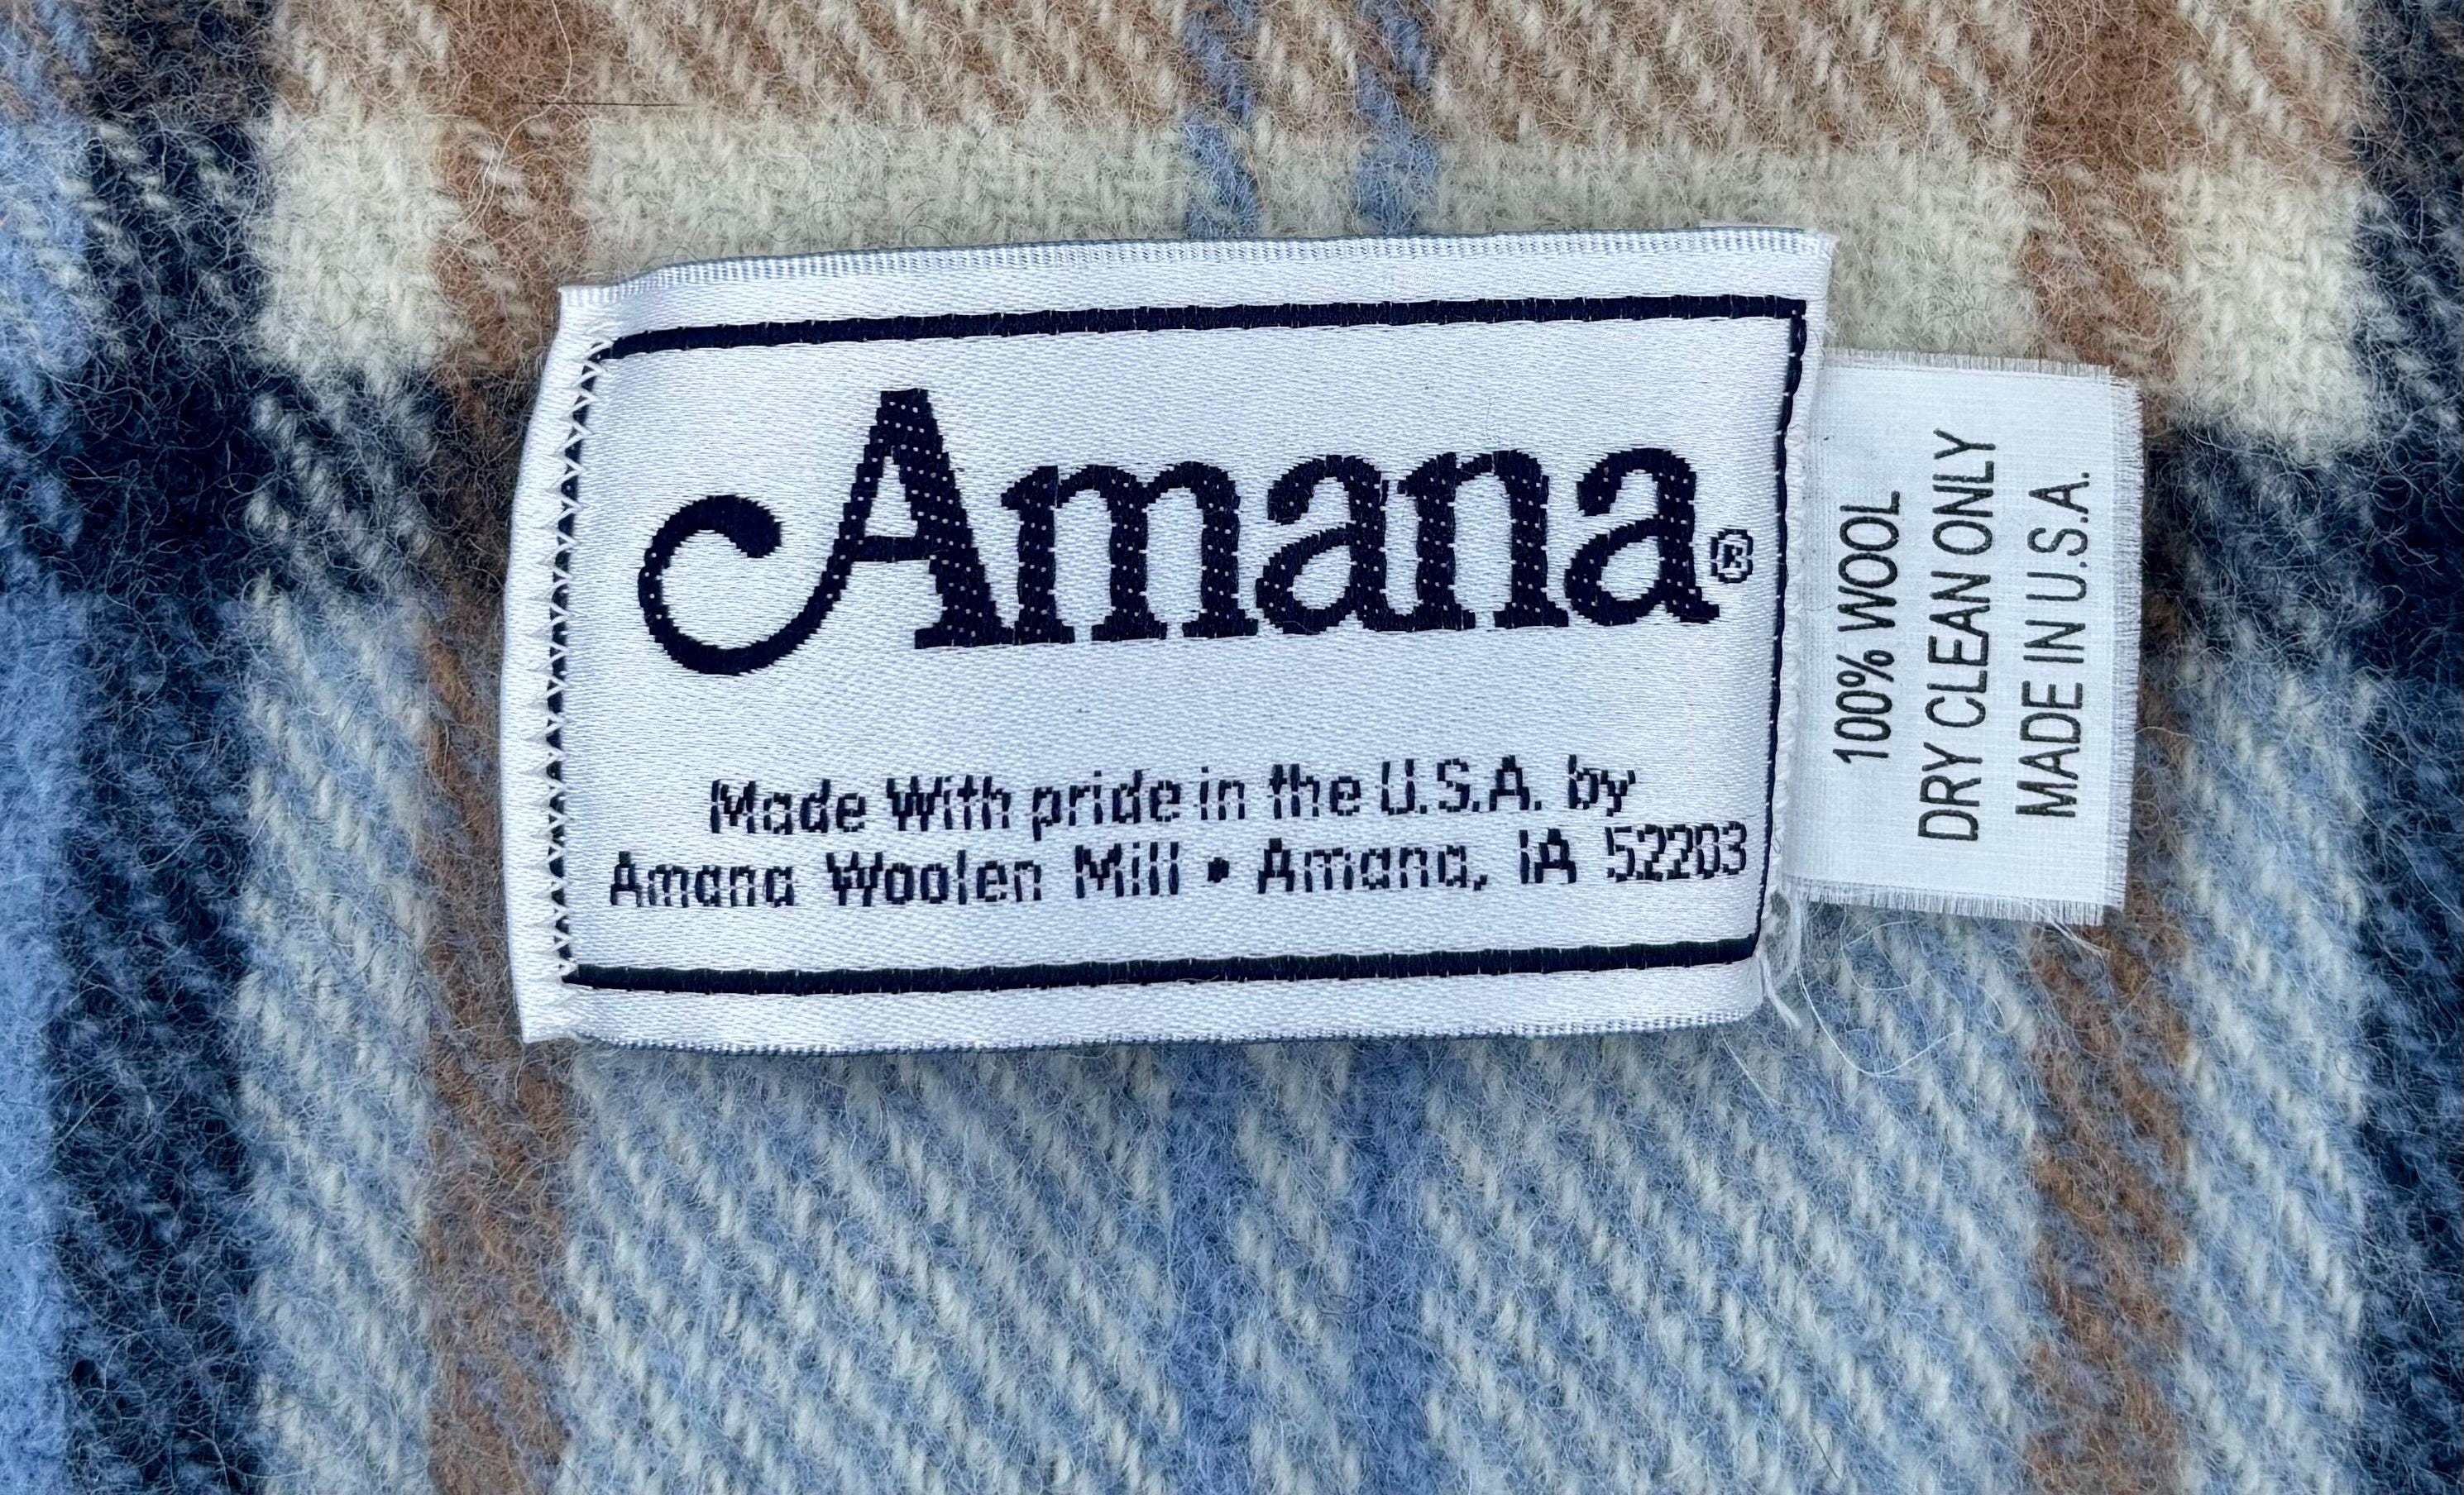 Amana®
Made With pride in the U.S.A. by
Amana Woolen Mill • Amana, IA 52203
100% WOOL
DRY CLEAN ONLY
MADE IN U.S.A.